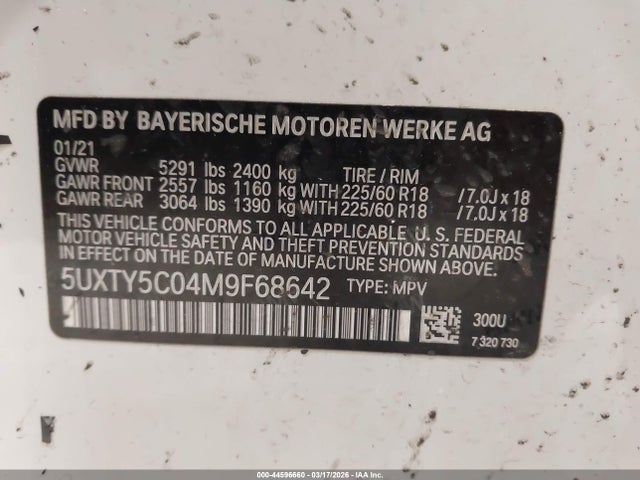 MFD BY BAYERISCHE MOTOREN WERKE AG
01/21
GVWR 5291 lbs 2400 kg TIRE / RIM
GAWR FRONT 2557 lbs 1160 kg WITH 225/60 R18 /7.0J x 18
GAWR REAR 3064 lbs 1390 kg WITH 225/60 R18 /7.0J x 18
THIS VEHICLE CONFORMS TO ALL APPLICABLE U. S. FEDERAL
MOTOR VEHICLE SAFETY AND THEFT PREVENTION STANDARDS
IN EFFECT ON THE DATE OF MANUFACTURE SHOWN ABOVE.
5UXTY5C04M9F68642 TYPE: MPV
300U
7 320 730
000-44596660 - 03/17/2026 - IAA Inc.